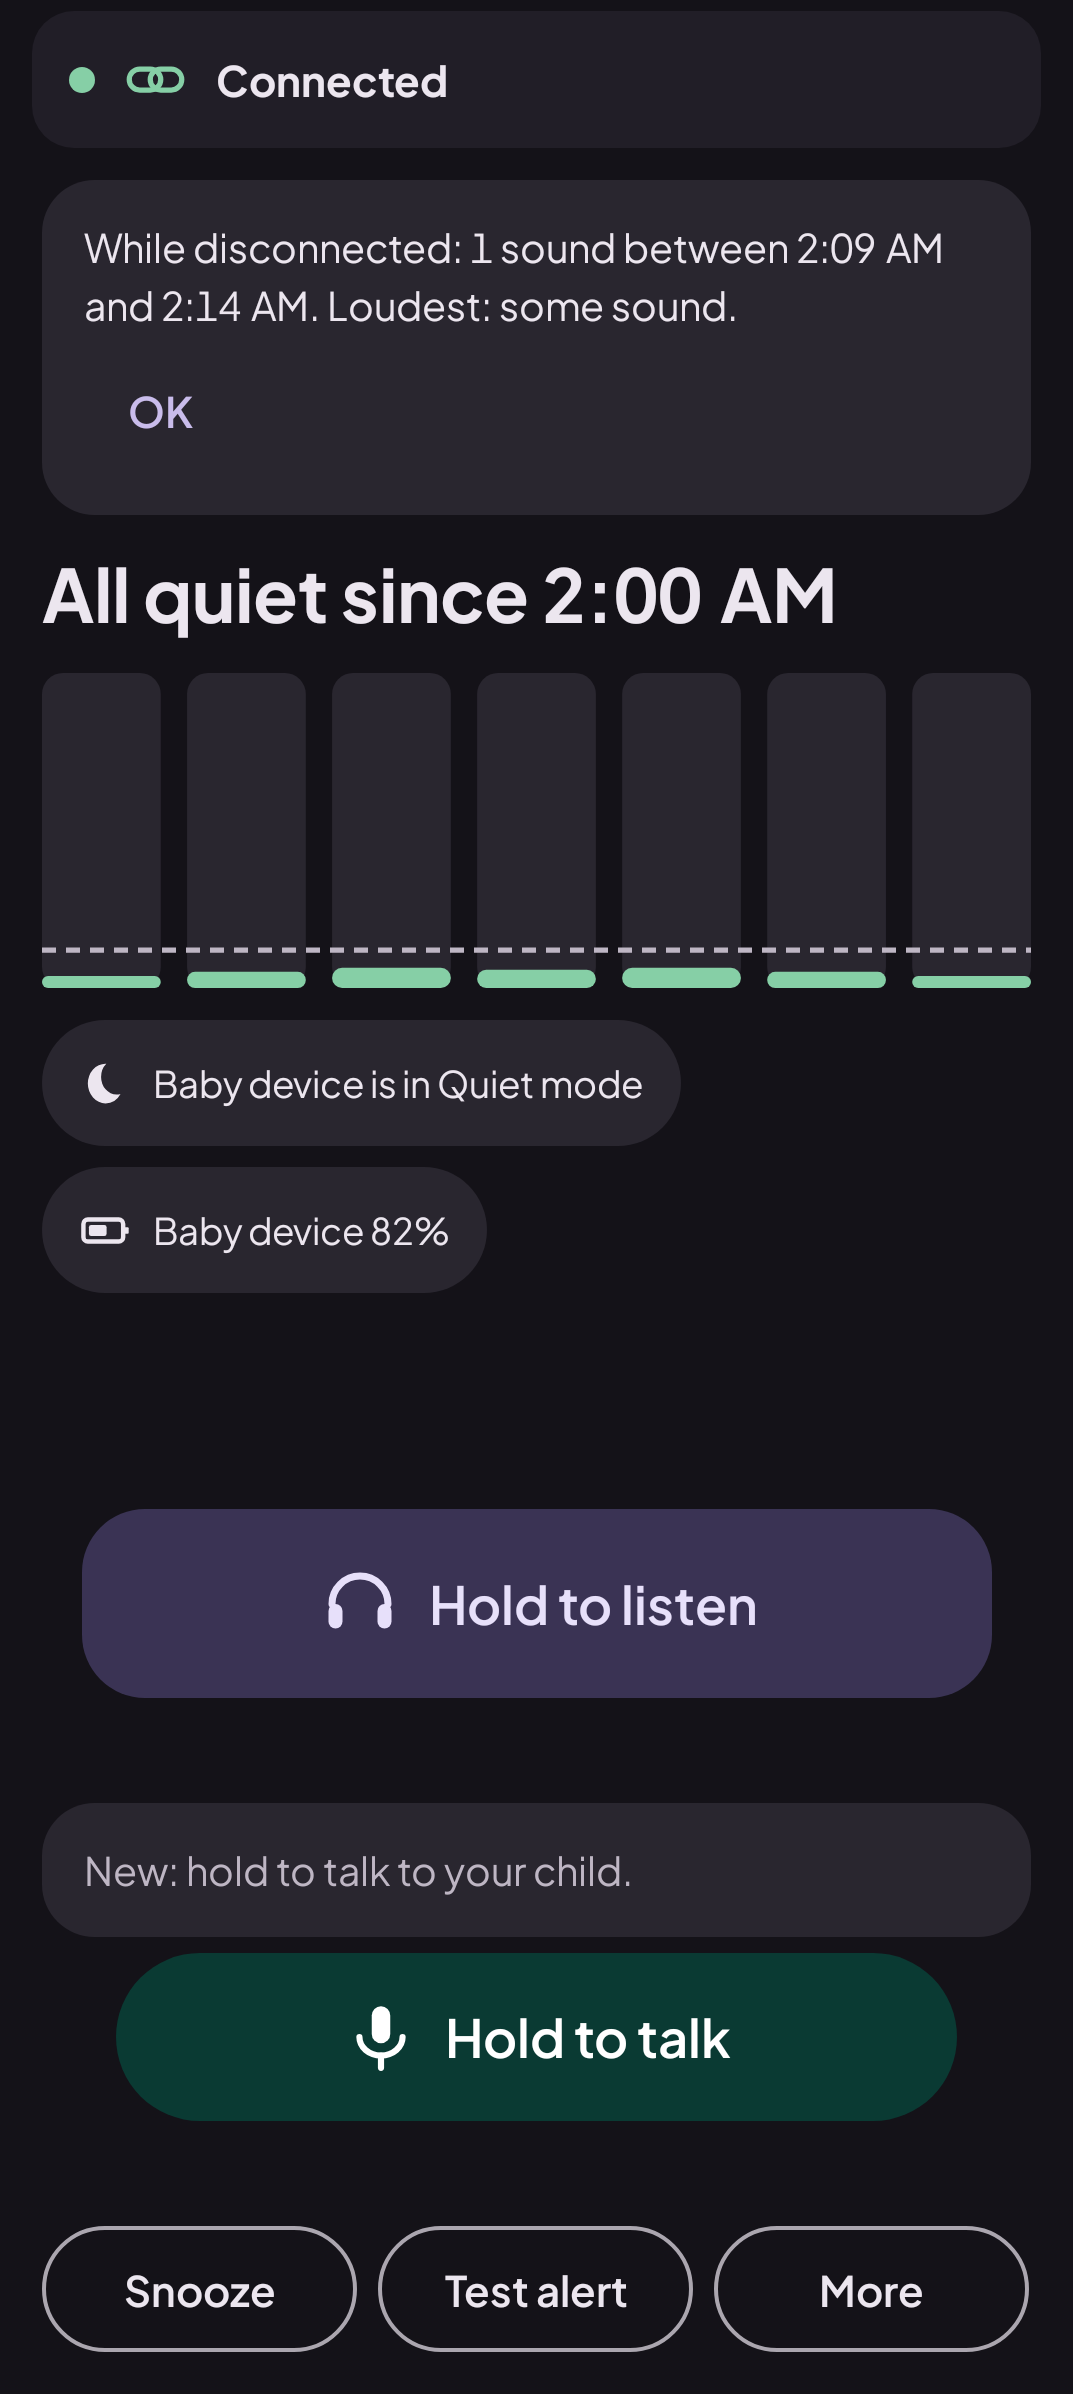 Connected
While disconnected: 1 sound between 2:09 AM
and 2:14 AM. Loudest: some sound.
OK
All quiet since 2:00 AM
Baby device is in Quiet mode
Baby device 82%
Hold to listen
New: hold to talk to your child.
Hold to talk
Snooze
Test alert
More